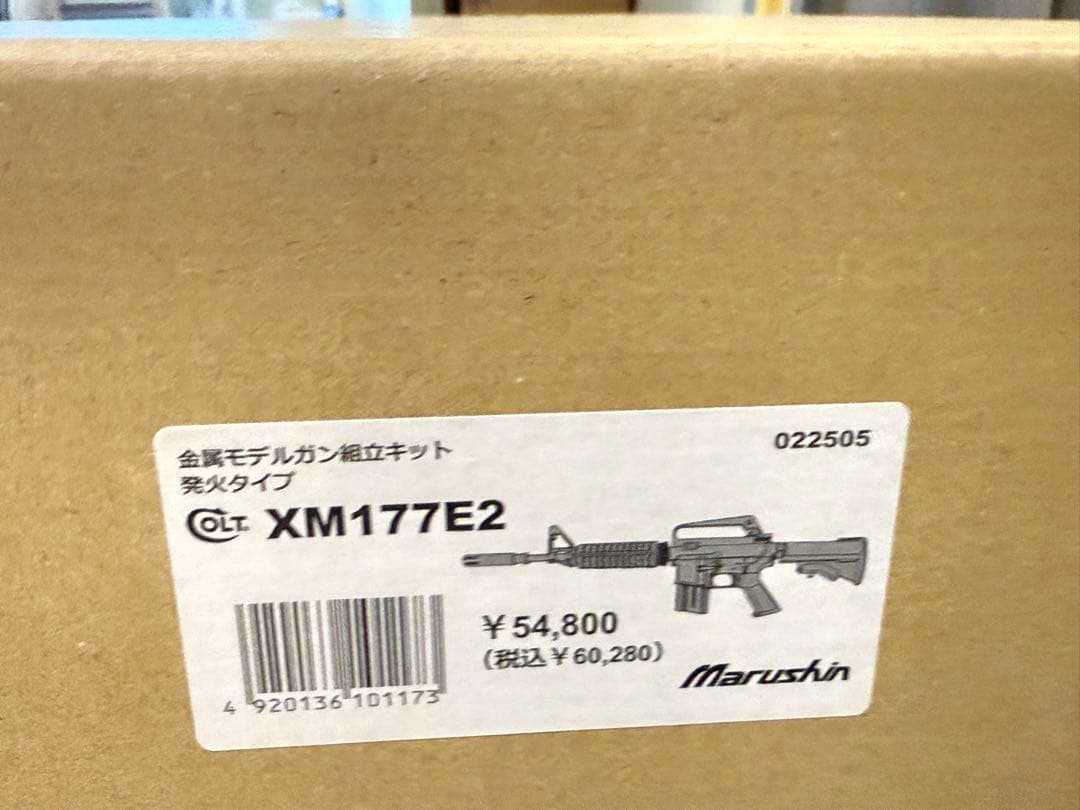 金属モデルガン組立キット
022505
発火タイプ
COLT XM177E2
¥54,800
(税込¥60,280)
Marushin
4 920136 101173